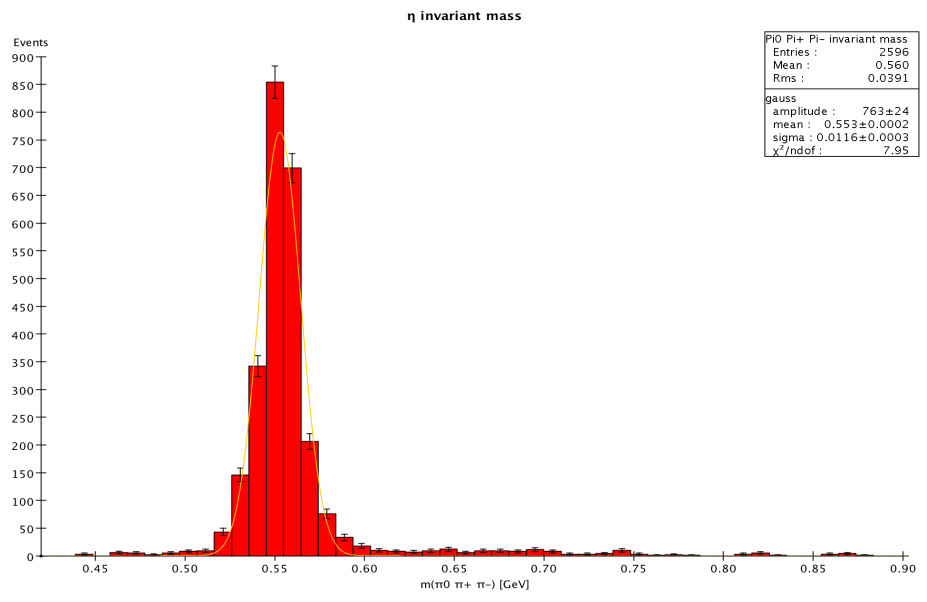 η invariant mass
Events
Pi0 Pi+ Pi- invariant mass
Entries : 2596
Mean : 0.560
Rms : 0.0391
gauss
amplitude : 763±24
mean : 0.553±0.0002
sigma : 0.0116±0.0003
χ²/ndof : 7.95
900
850
800
750
700
650
600
550
500
450
400
350
300
250
200
150
100
50
0
0.45 0.50 0.55 0.60 0.65 0.70 0.75 0.80 0.85 0.90
m(π0 π+ π−) [GeV]